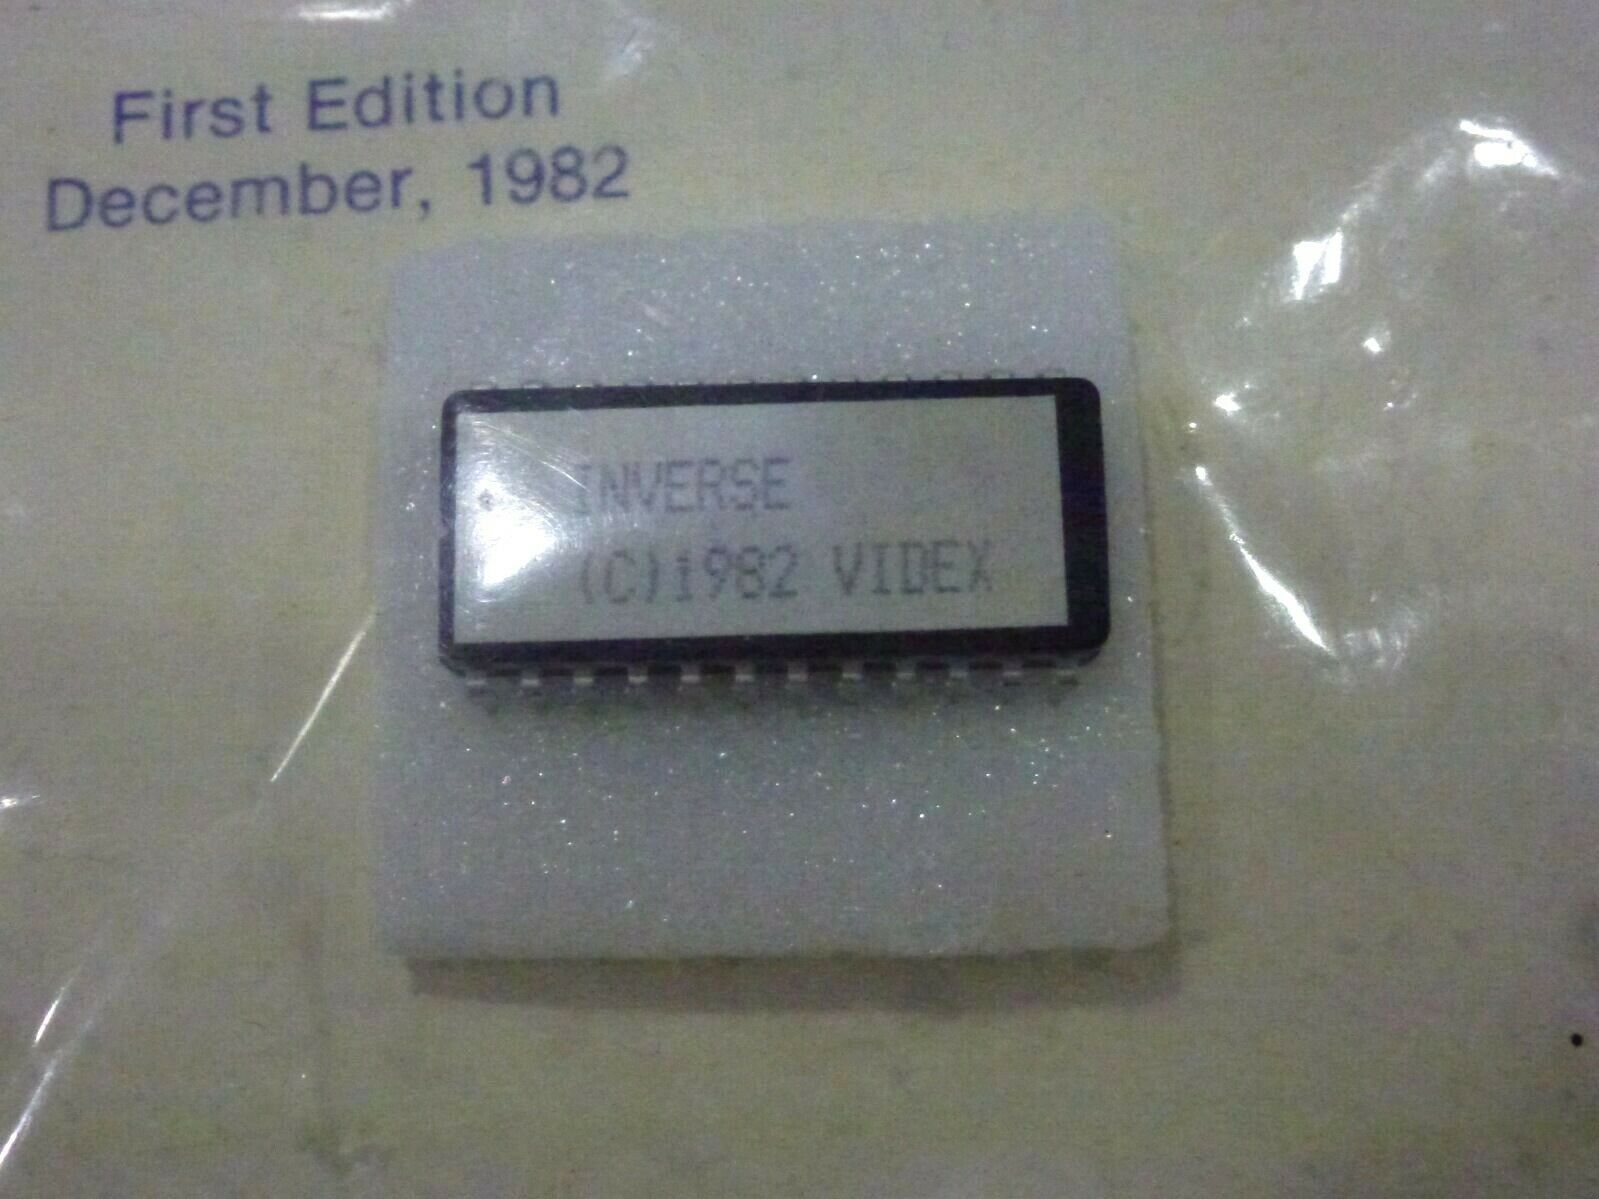 First Edition
December, 1982
INVERSE
(C)1982 VIDEX